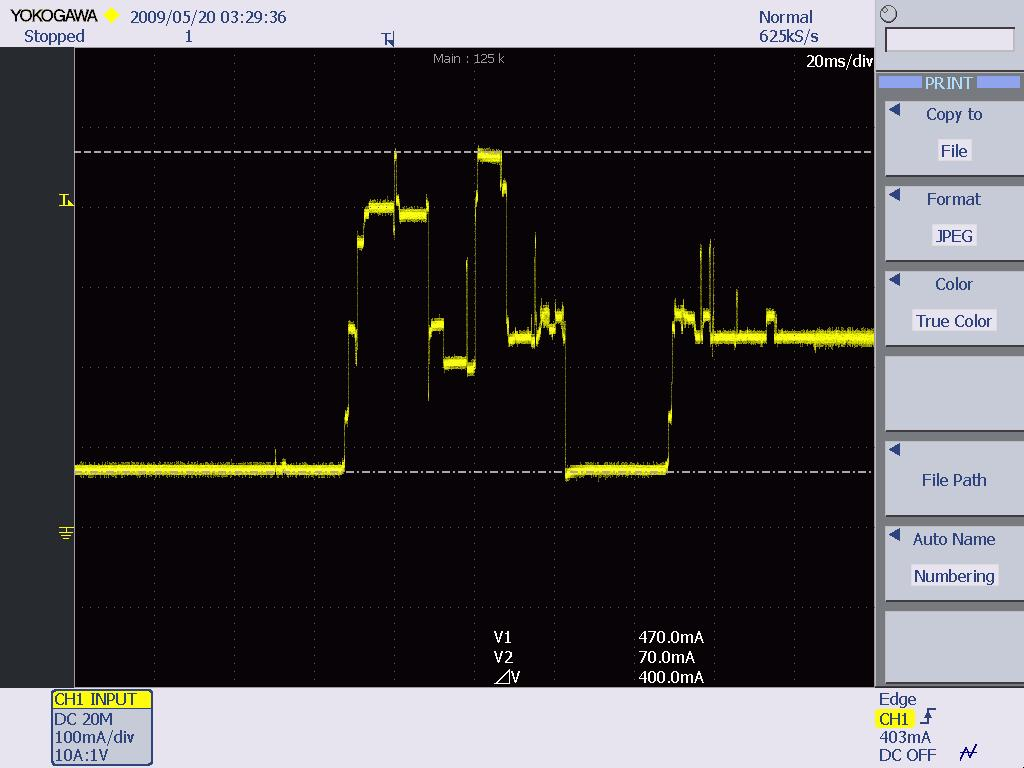 YOKOGAWA 2009/05/20 03:29:36 Normal
Stopped 1 625kS/s
Main : 125 k
20ms/div
PRINT
Copy to
File
Format
JPEG
Color
True Color
File Path
Auto Name
Numbering
V1 470.0mA
V2 70.0mA
⊿V 400.0mA
CH1 INPUT
DC 20M
100mA/div
10A:1V
Edge
CH1
403mA
DC OFF